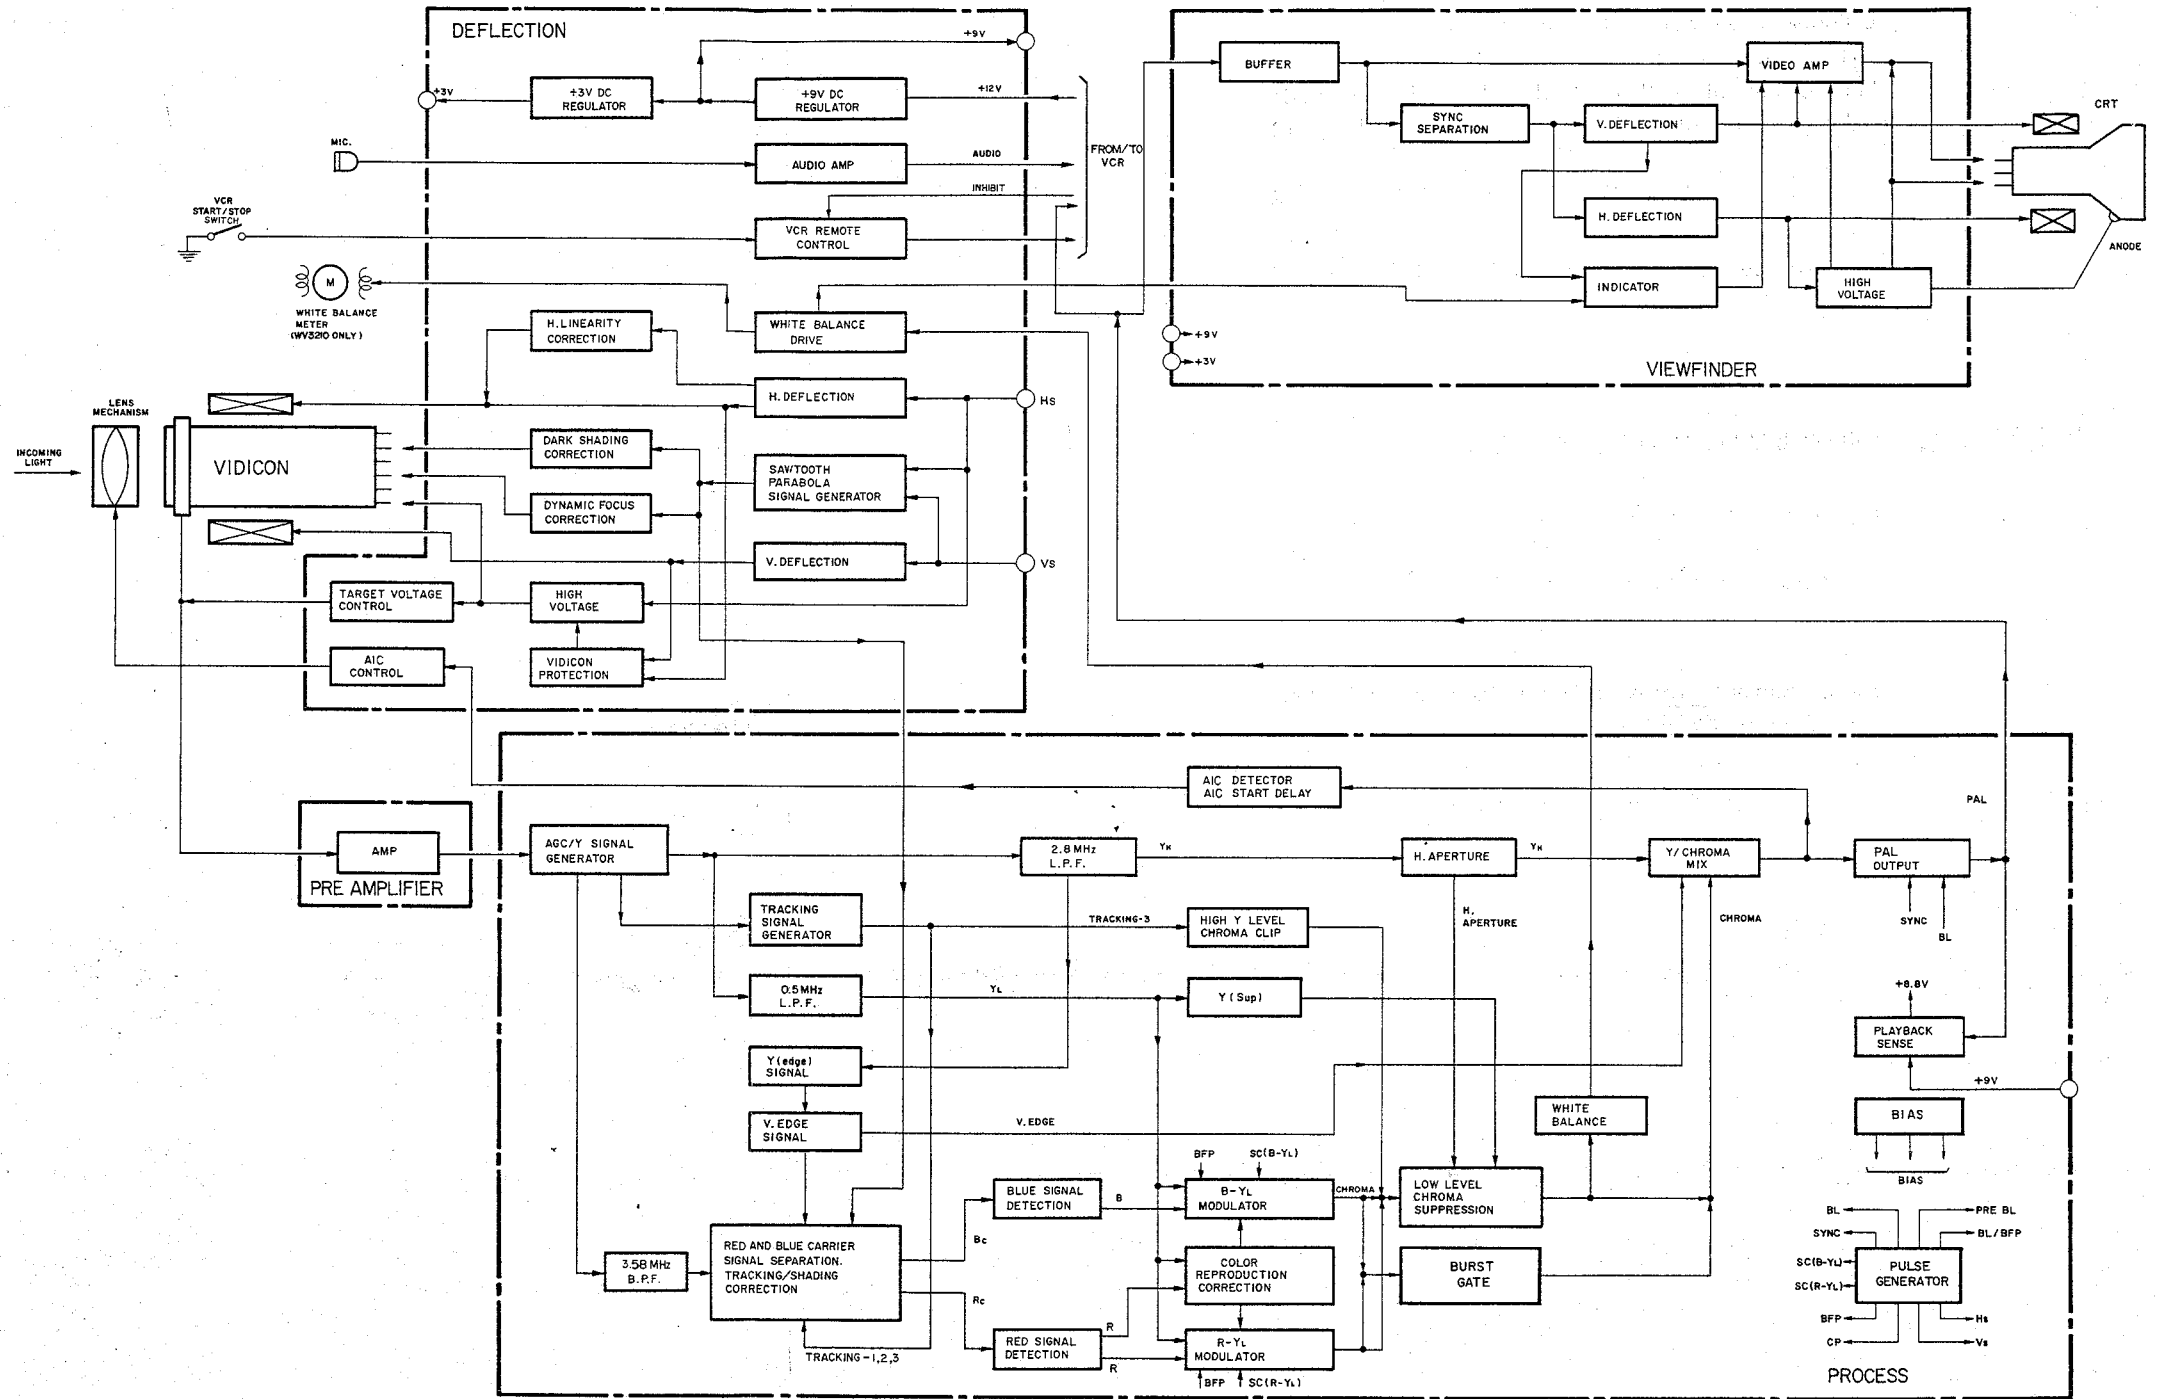 DEFLECTION
+9V
+3V
+3V DC
REGULATOR
+9V DC
REGULATOR
+12V
MIC.
AUDIO AMP
AUDIO
FROM/TO
VCR
INHIBIT
VCR
START/STOP
SWITCH
VCR REMOTE
CONTROL
M
WHITE BALANCE
METER
(WV3210 ONLY)
H. LINEARITY
CORRECTION
WHITE BALANCE
DRIVE
H. DEFLECTION
Hs
LENS
MECHANISM
INCOMING
LIGHT
VIDICON
DARK SHADING
CORRECTION
SAWTOOTH
PARABOLA
SIGNAL GENERATOR
DYNAMIC FOCUS
CORRECTION
V. DEFLECTION
Vs
TARGET VOLTAGE
CONTROL
HIGH
VOLTAGE
AIC
CONTROL
VIDICON
PROTECTION
BUFFER
VIDEO AMP
CRT
SYNC
SEPARATION
V. DEFLECTION
H. DEFLECTION
ANODE
INDICATOR
HIGH
VOLTAGE
+9V
+3V
VIEWFINDER
AIC DETECTOR
AIC START DELAY
PAL
AMP
PRE AMPLIFIER
AGC/Y SIGNAL
GENERATOR
2.8 MHz
L.P.F.
YH
H. APERTURE
YH
Y/CHROMA
MIX
PAL
OUTPUT
SYNC
BL
TRACKING
SIGNAL
GENERATOR
TRACKING-3
HIGH Y LEVEL
CHROMA CLIP
H.
APERTURE
CHROMA
0.5 MHz
L.P.F.
YL
Y (Sup)
+8.8V
PLAYBACK
SENSE
+9V
Y(edge)
SIGNAL
V. EDGE
SIGNAL
V. EDGE
WHITE
BALANCE
BIAS
BIAS
BFP
SC(B-YL)
BLUE SIGNAL
DETECTION
B
B-YL
MODULATOR
CHROMA
LOW LEVEL
CHROMA
SUPPRESSION
Bc
RED AND BLUE CARRIER
SIGNAL SEPARATION.
TRACKING/SHADING
CORRECTION
3.58 MHz
B.P.F.
COLOR
REPRODUCTION
CORRECTION
BURST
GATE
Rc
RED SIGNAL
DETECTION
R
R
R-YL
MODULATOR
BFP
SC(R-YL)
TRACKING-1,2,3
BL
PRE BL
SYNC
BL/BFP
SC(B-YL)
SC(R-YL)
PULSE
GENERATOR
BFP
Hs
CP
Vs
PROCESS